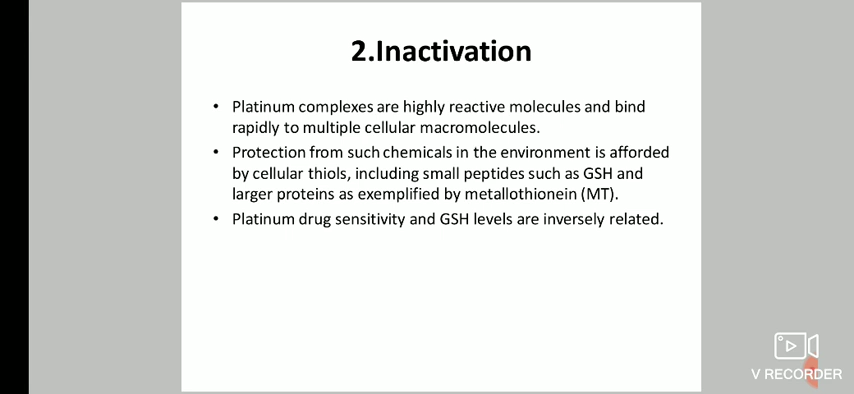 2.Inactivation
• Platinum complexes are highly reactive molecules and bind
rapidly to multiple cellular macromolecules.
• Protection from such chemicals in the environment is afforded
by cellular thiols, including small peptides such as GSH and
larger proteins as exemplified by metallothionein (MT).
• Platinum drug sensitivity and GSH levels are inversely related.
V RECORDER